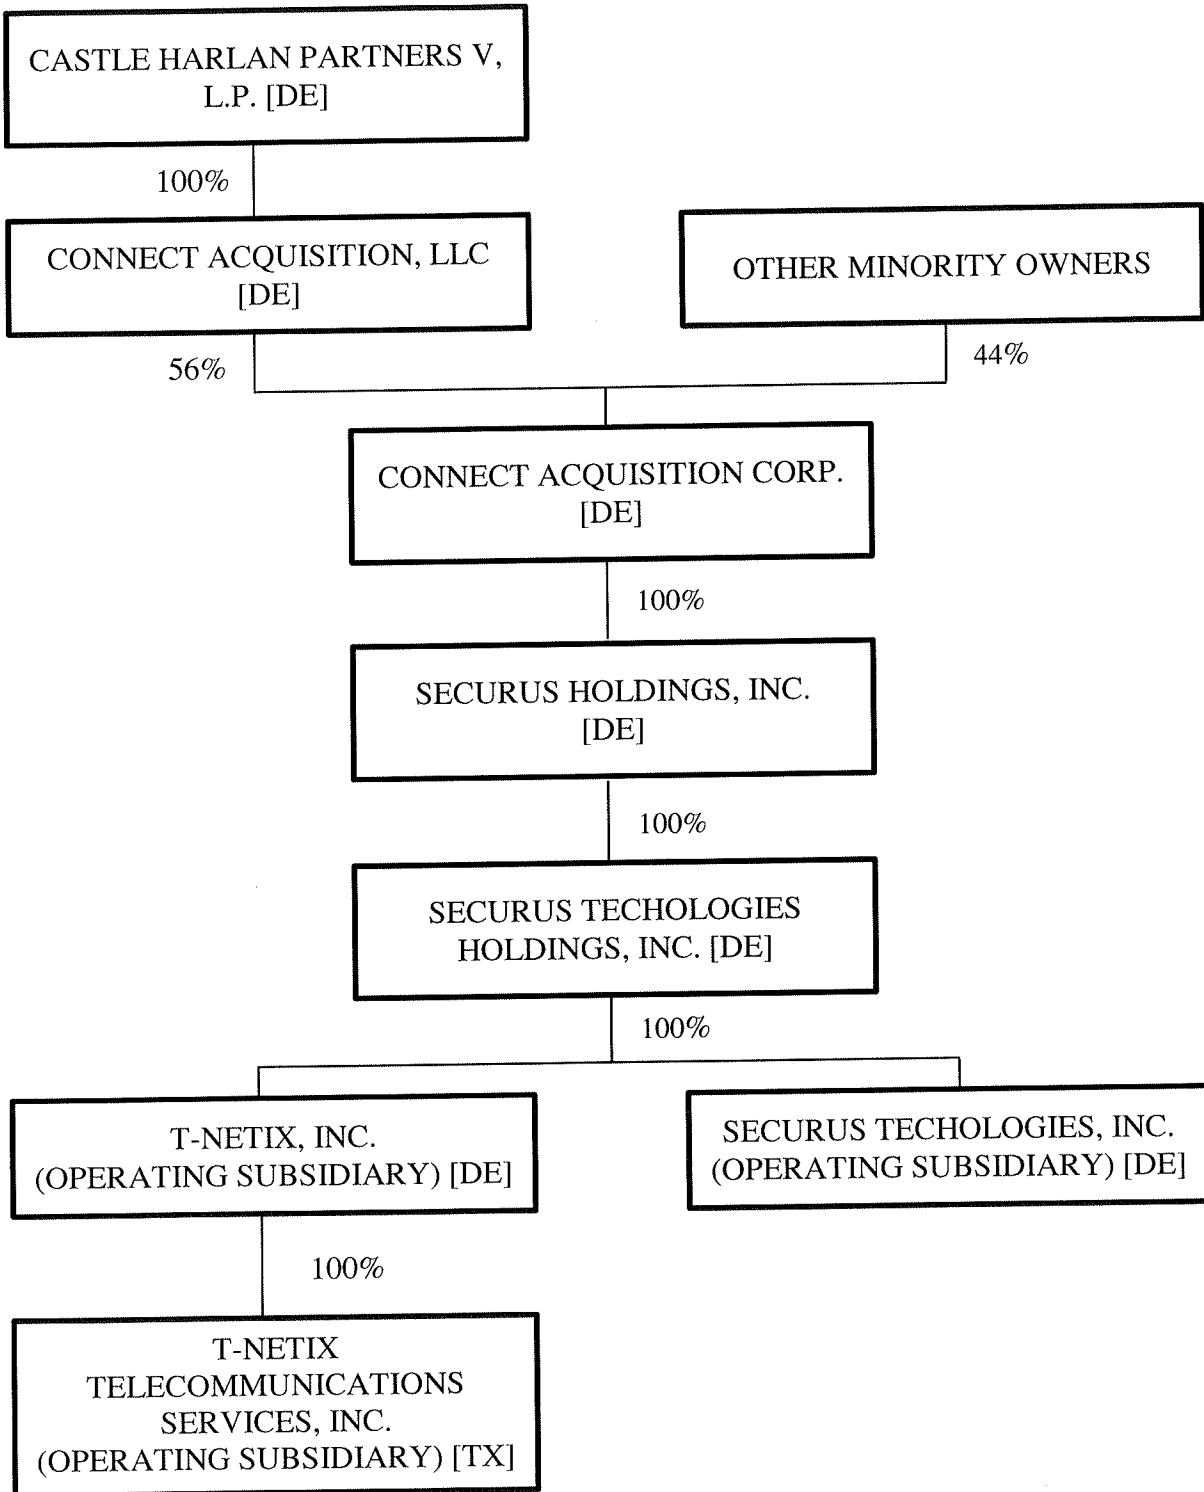 CASTLE HARLAN PARTNERS V,
L.P. [DE]
100%
CONNECT ACQUISITION, LLC
[DE]
OTHER MINORITY OWNERS
56%
44%
CONNECT ACQUISITION CORP.
[DE]
100%
SECURUS HOLDINGS, INC.
[DE]
100%
SECURUS TECHOLOGIES
HOLDINGS, INC. [DE]
100%
T-NETIX, INC.
(OPERATING SUBSIDIARY) [DE]
SECURUS TECHOLOGIES, INC.
(OPERATING SUBSIDIARY) [DE]
100%
T-NETIX
TELECOMMUNICATIONS
SERVICES, INC.
(OPERATING SUBSIDIARY) [TX]